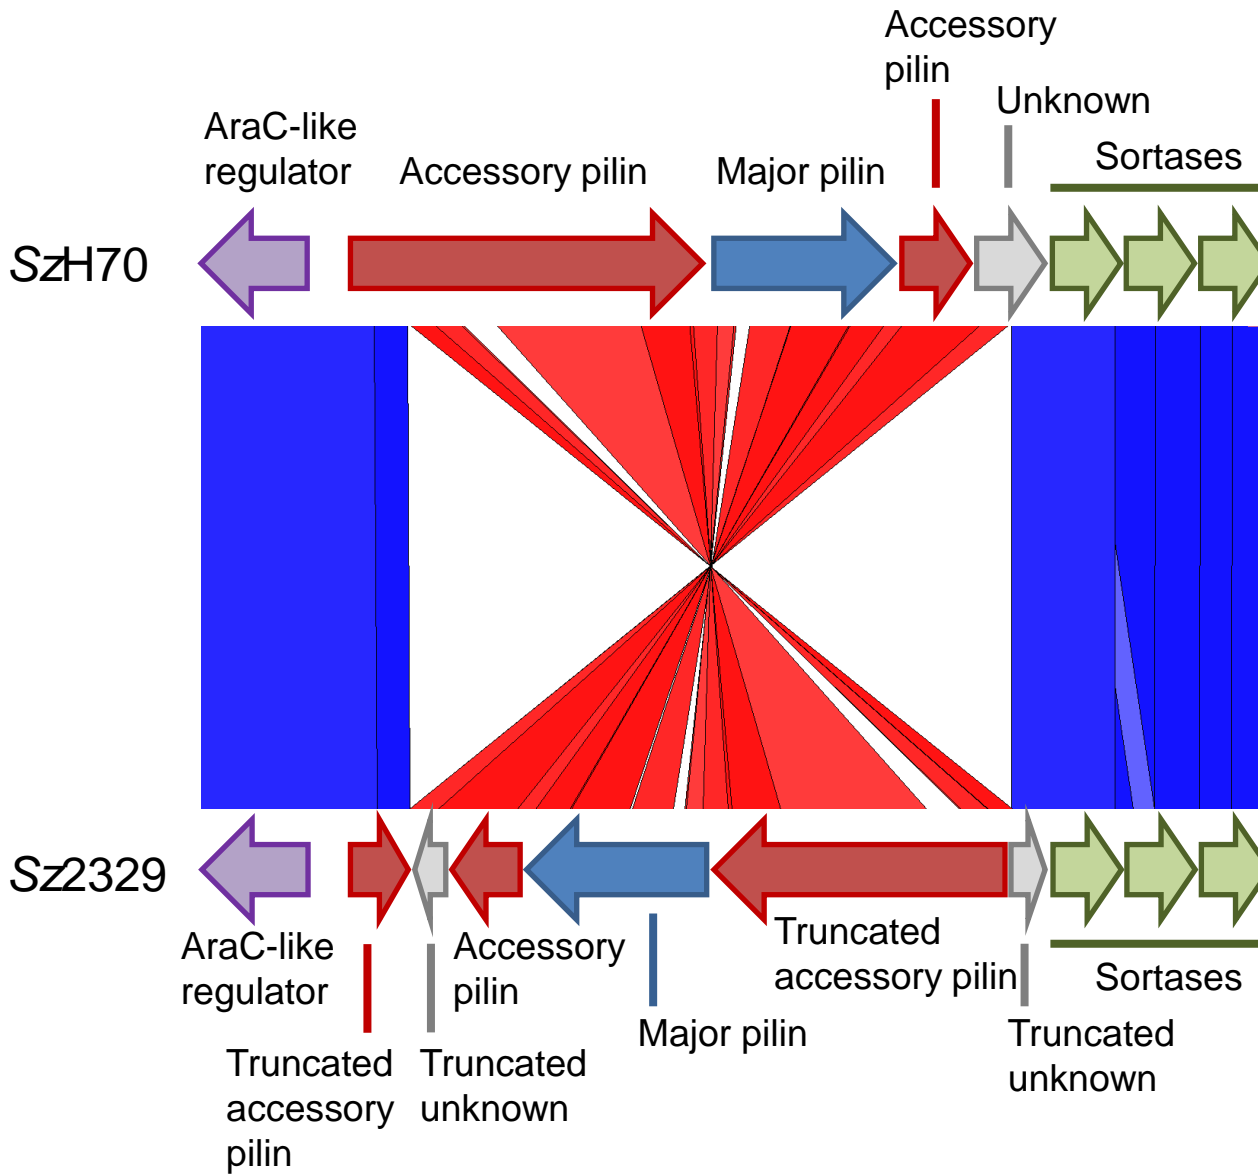 Accessory
pilin
Unknown
AraC-like
regulator
Accessory pilin
Major pilin
Sortases
SzH70
Sz2329
AraC-like
regulator
Accessory
pilin
Truncated
accessory pilin
Sortases
Major pilin
Truncated
accessory
pilin
Truncated
unknown
Truncated
unknown